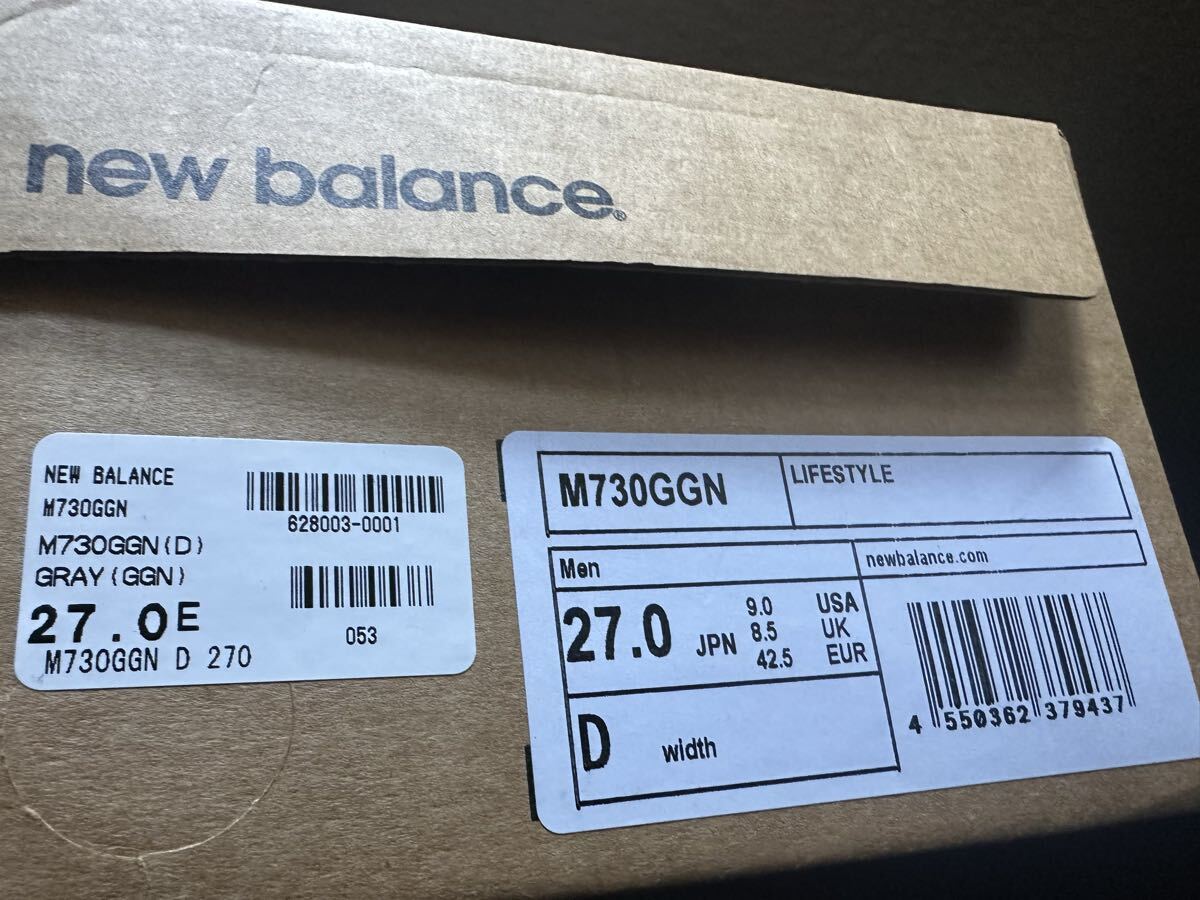 new balance®
NEW BALANCE
M730GGN
M730GGN(D)
GRAY(GGN)
27.0E
M730GGN D 270
628003-0001
053
M730GGN
LIFESTYLE
Men
newbalance.com
27.0 JPN
9.0 USA
8.5 UK
42.5 EUR
D width
4 550362 379437